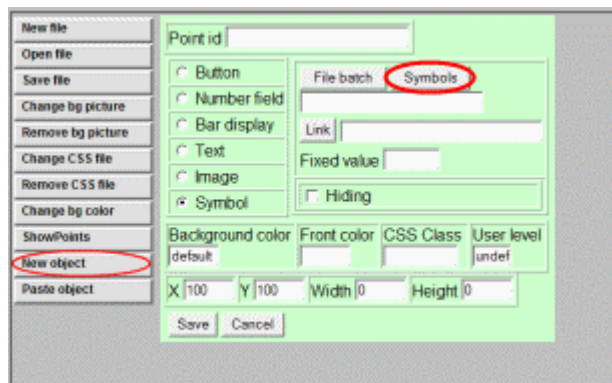 New file
Open file
Save file
Change bg picture
Remove bg picture
Change CSS file
Remove CSS file
Change bg color
ShowPoints
New object
Paste object
Point id
Button
Number field
Bar display
Text
Image
Symbol
File batch Symbols
Link
Fixed value
Hiding
Background color Front color CSS Class User level
default undef
X 100 Y 100 Width 0 Height 0
Save Cancel